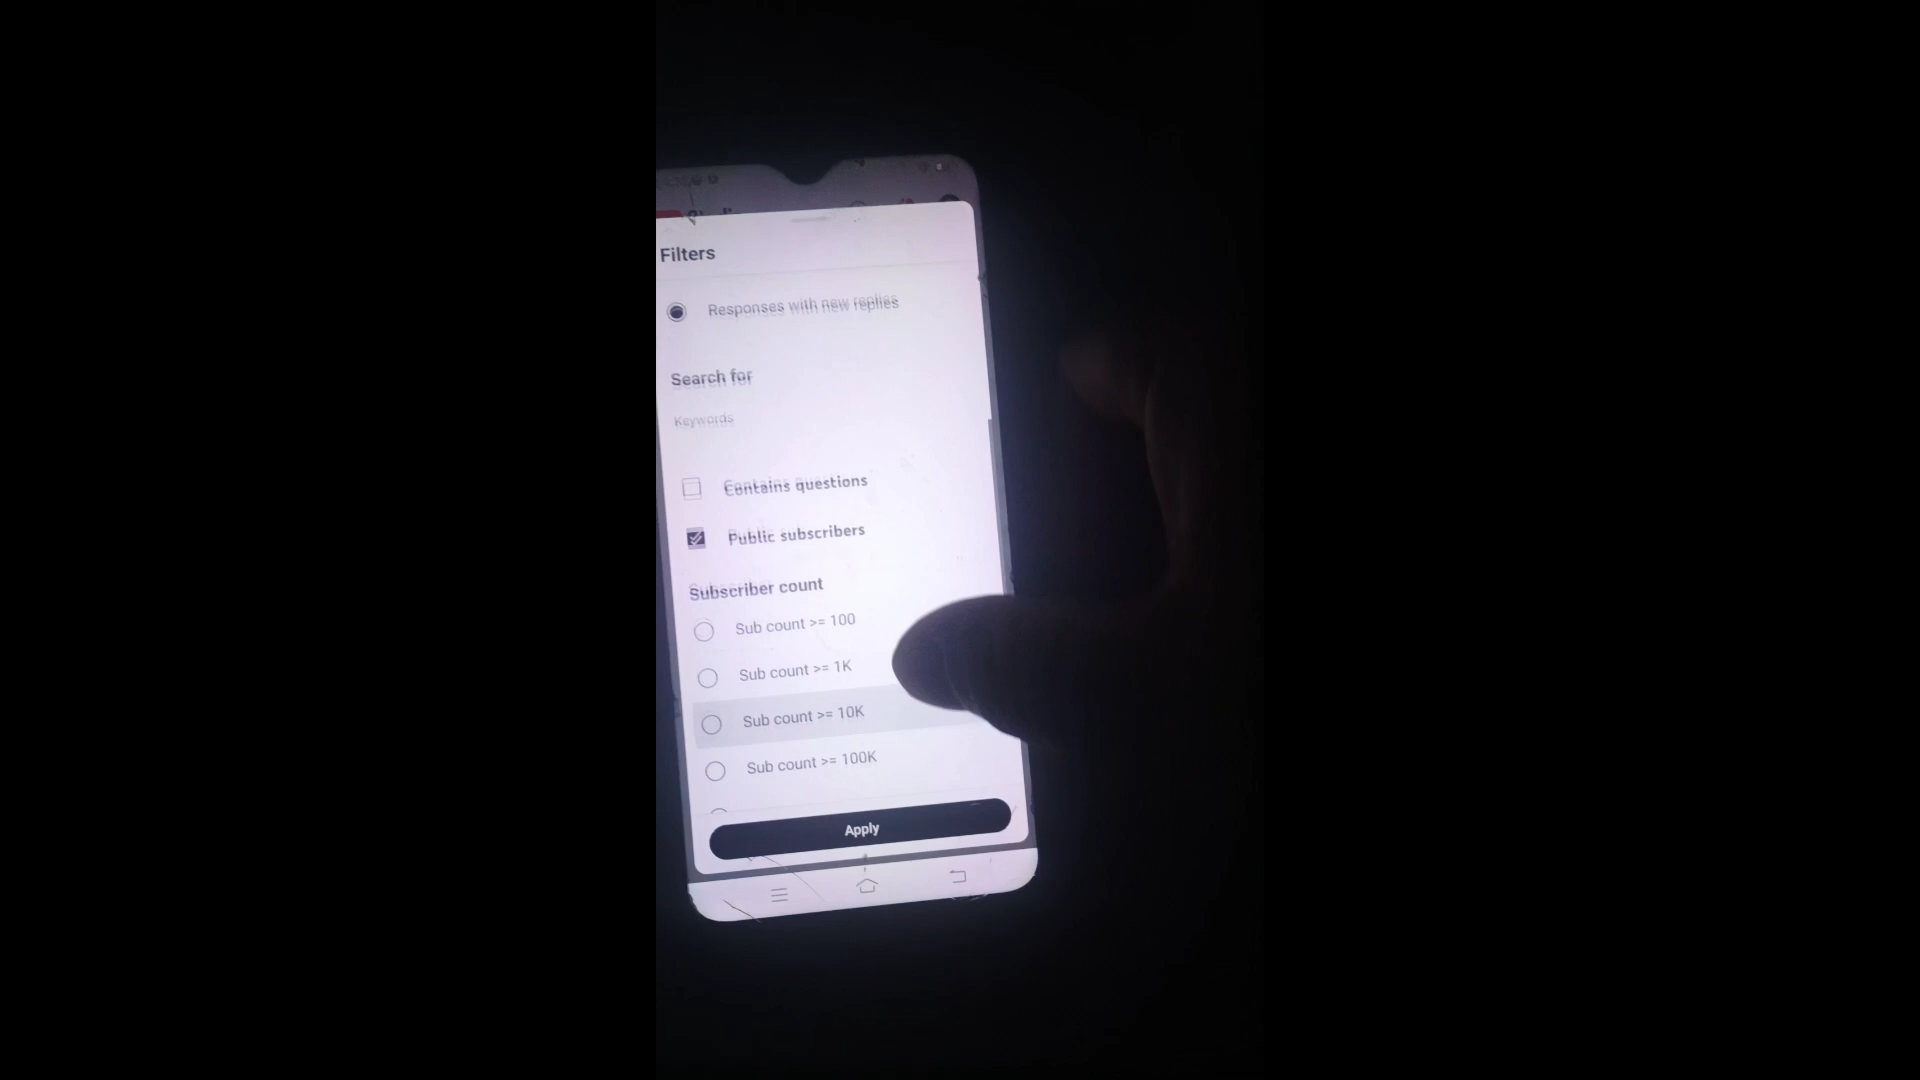 Filters
Responses with new replies
Search for
Keywords
Contains questions
Public subscribers
Subscriber count
Sub count >= 100
Sub count >= 1K
Sub count >= 10K
Sub count >= 100K
Apply